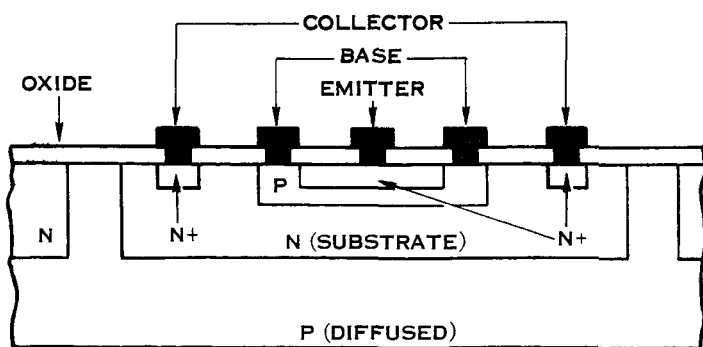 COLLECTOR
BASE
OXIDE
EMITTER
P
N
N+
N (SUBSTRATE)
N+
P (DIFFUSED)